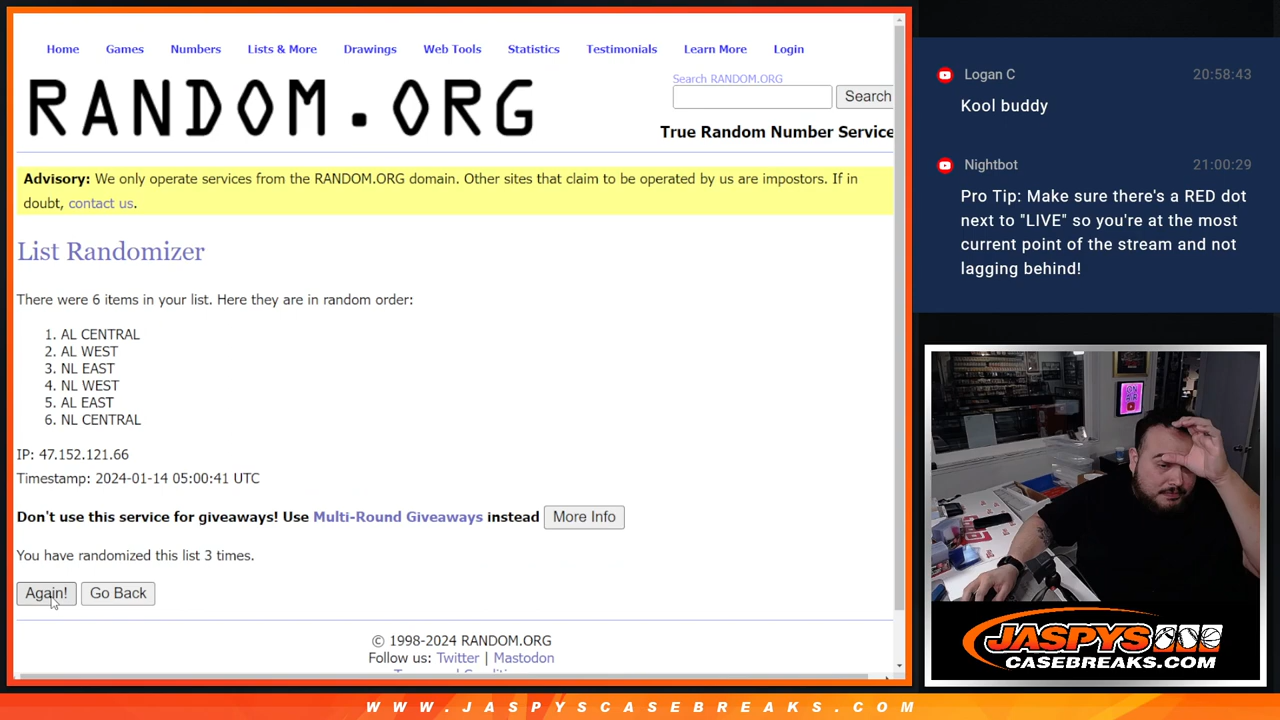 Home Games Numbers Lists & More Drawings Web Tools Statistics Testimonials Learn More Login
RANDOM.ORG
Search RANDOM.ORG
Search
True Random Number Service
Advisory: We only operate services from the RANDOM.ORG domain. Other sites that claim to be operated by us are impostors. If in
doubt, contact us.
List Randomizer
There were 6 items in your list. Here they are in random order:
1. AL CENTRAL
2. AL WEST
3. NL EAST
4. NL WEST
5. AL EAST
6. NL CENTRAL
IP: 47.152.121.66
Timestamp: 2024-01-14 05:00:41 UTC
Don't use this service for giveaways! Use Multi-Round Giveaways instead More Info
You have randomized this list 3 times.
Again! Go Back
© 1998-2024 RANDOM.ORG
Follow us: Twitter | Mastodon
Logan C 20:58:43
Kool buddy
Nightbot 21:00:29
Pro Tip: Make sure there's a RED dot
next to "LIVE" so you're at the most
current point of the stream and not
lagging behind!
JASPYS
CASEBREAKS.COM
WWW.JASPYSCASEBREAKS.COM